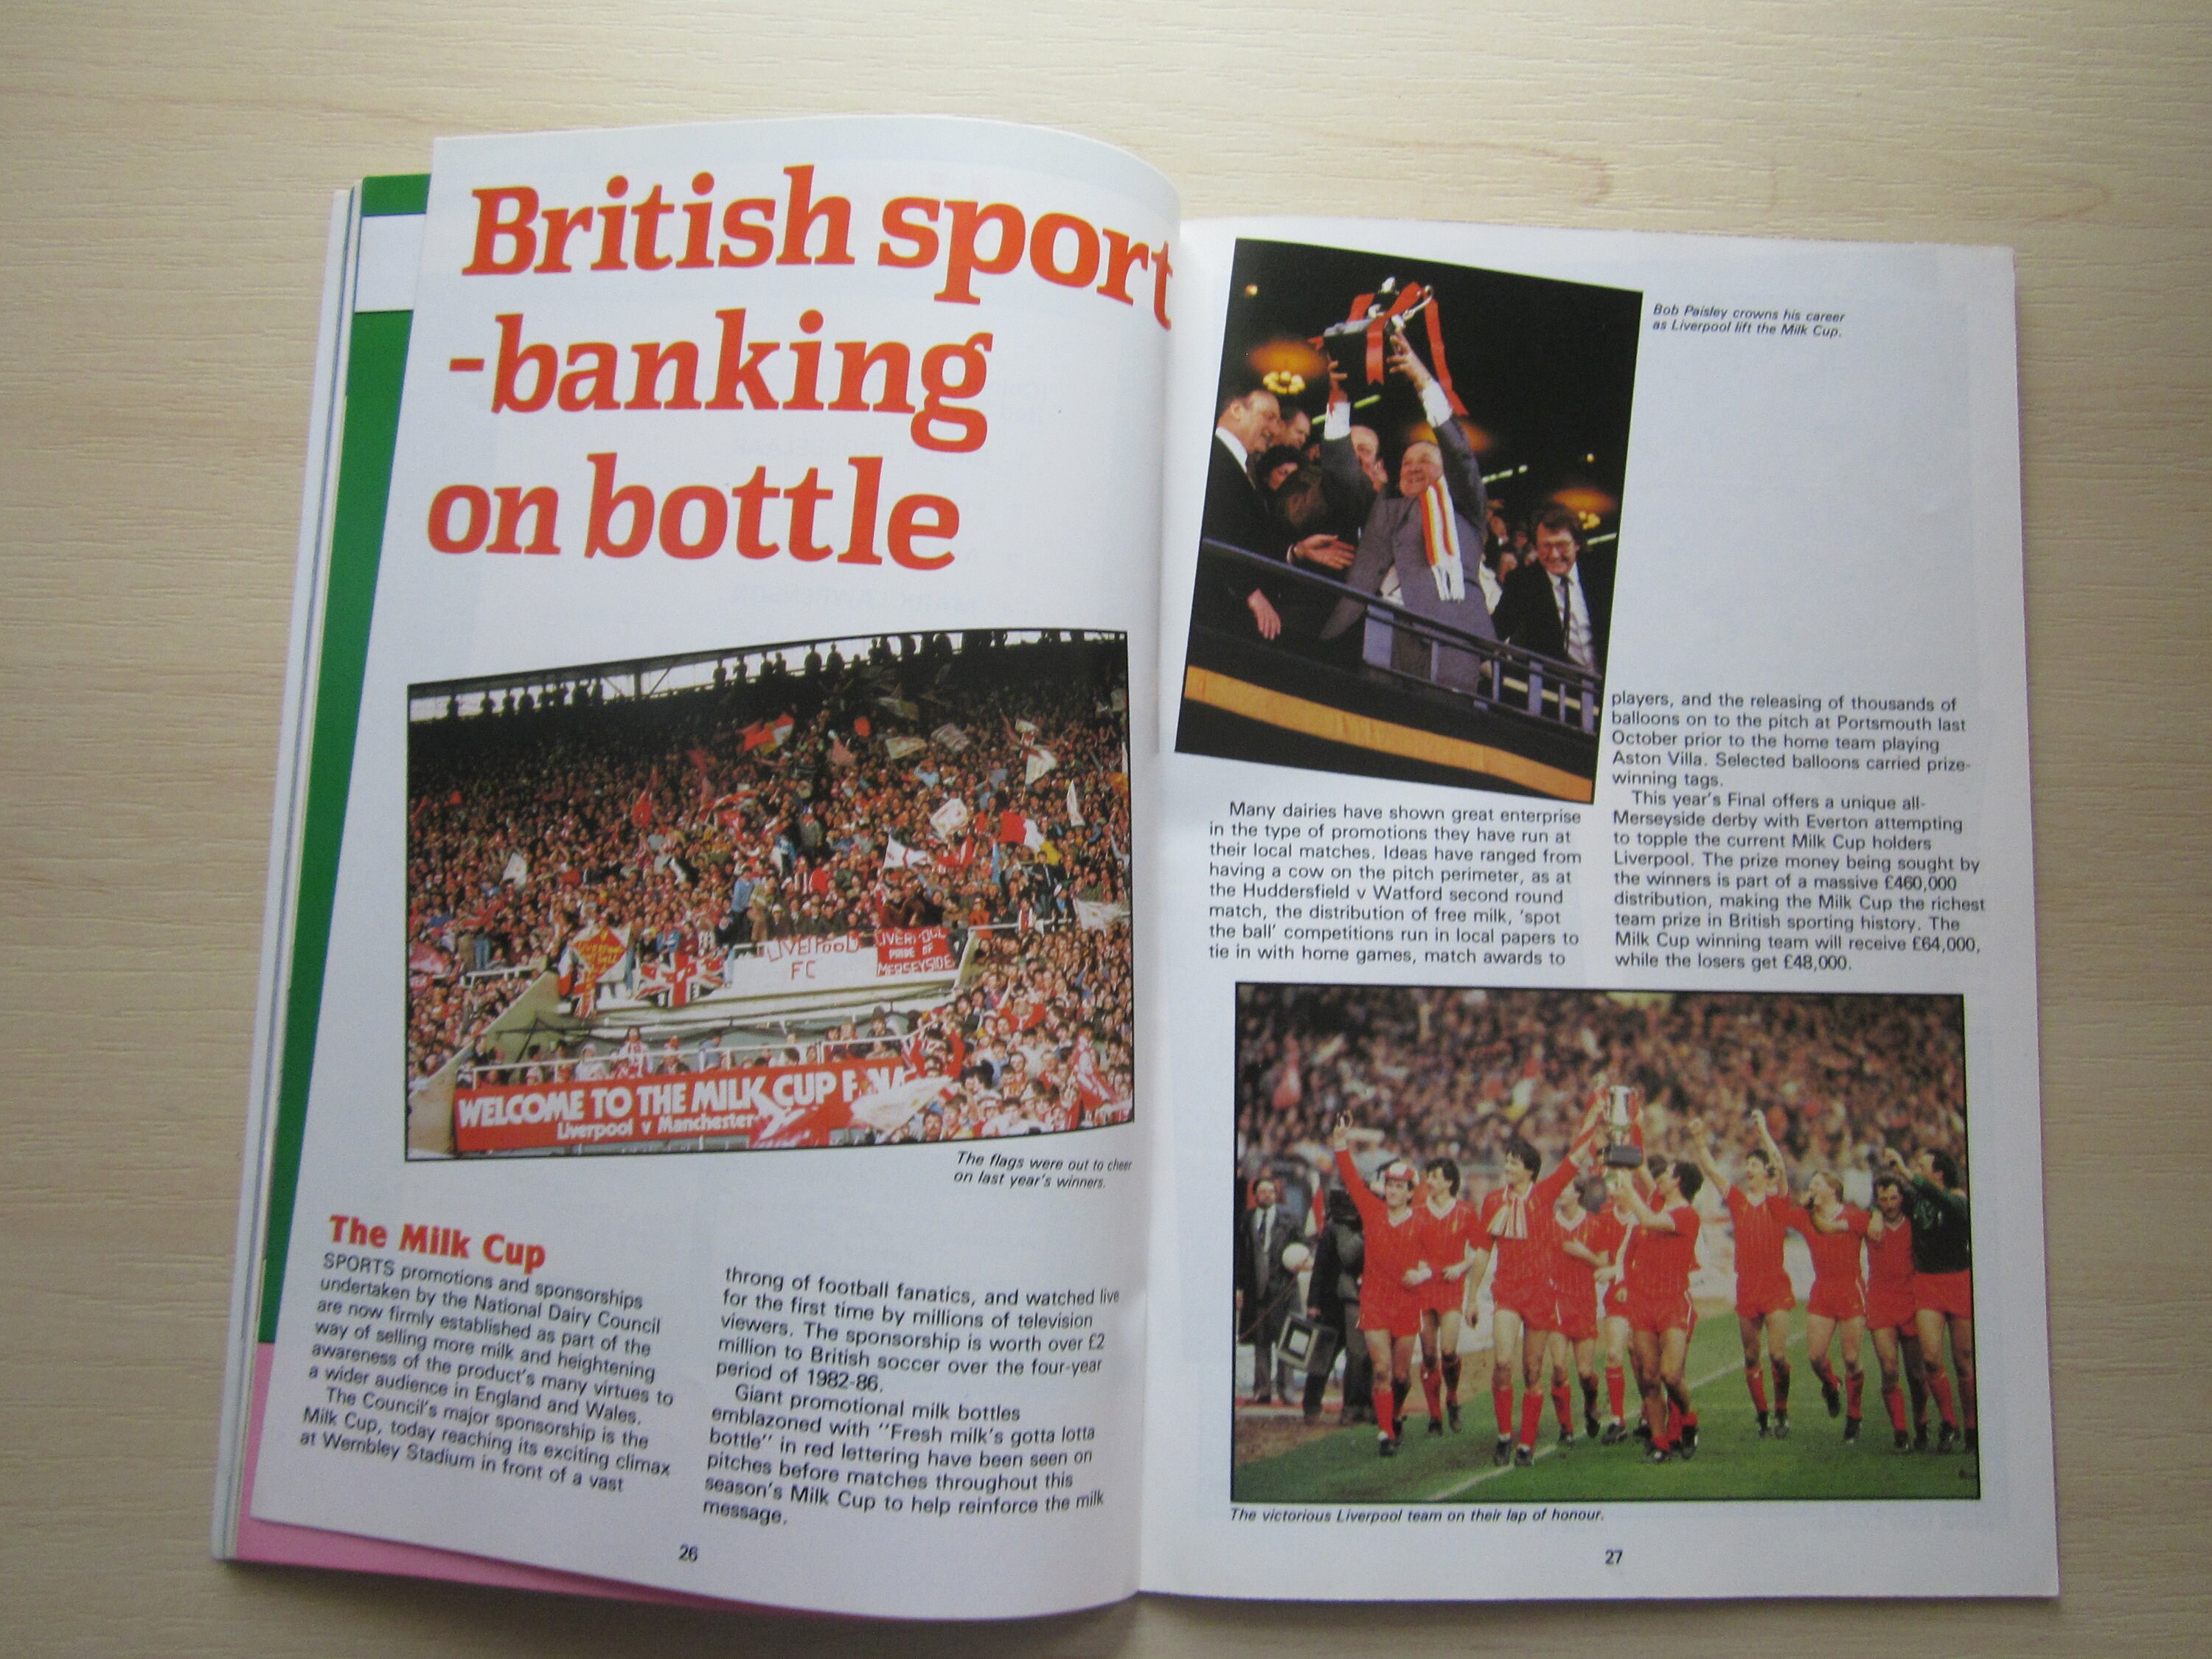 British sport
-banking
on bottle
LIVERPOOL
FC
LIVERPOOL
PRIDE OF
MERSEYSIDE
WELCOME TO THE MILK CUP FINAL
Liverpool v Manchester
The flags were out to cheer
on last year's winners.
The Milk Cup
SPORTS promotions and sponsorships
undertaken by the National Dairy Council
are now firmly established as part of the
way of selling more milk and heightening
awareness of the product's many virtues to
a wider audience in England and Wales.
The Council's major sponsorship is the
Milk Cup, today reaching its exciting climax
at Wembley Stadium in front of a vast
throng of football fanatics, and watched live
for the first time by millions of television
viewers. The sponsorship is worth over £2
million to British soccer over the four-year
period of 1982-86.
Giant promotional milk bottles
emblazoned with "Fresh milk's gotta lotta
bottle" in red lettering have been seen on
pitches before matches throughout this
season's Milk Cup to help reinforce the milk
message.
26
Bob Paisley crowns his career
as Liverpool lift the Milk Cup.
Many dairies have shown great enterprise
in the type of promotions they have run at
their local matches. Ideas have ranged from
having a cow on the pitch perimeter, as at
the Huddersfield v Watford second round
match, the distribution of free milk, 'spot
the ball' competitions run in local papers to
tie in with home games, match awards to
players, and the releasing of thousands of
balloons on to the pitch at Portsmouth last
October prior to the home team playing
Aston Villa. Selected balloons carried prize-
winning tags.
This year's Final offers a unique all-
Merseyside derby with Everton attempting
to topple the current Milk Cup holders
Liverpool. The prize money being sought by
the winners is part of a massive £460,000
distribution, making the Milk Cup the richest
team prize in British sporting history. The
Milk Cup winning team will receive £64,000,
while the losers get £48,000.
The victorious Liverpool team on their lap of honour.
27